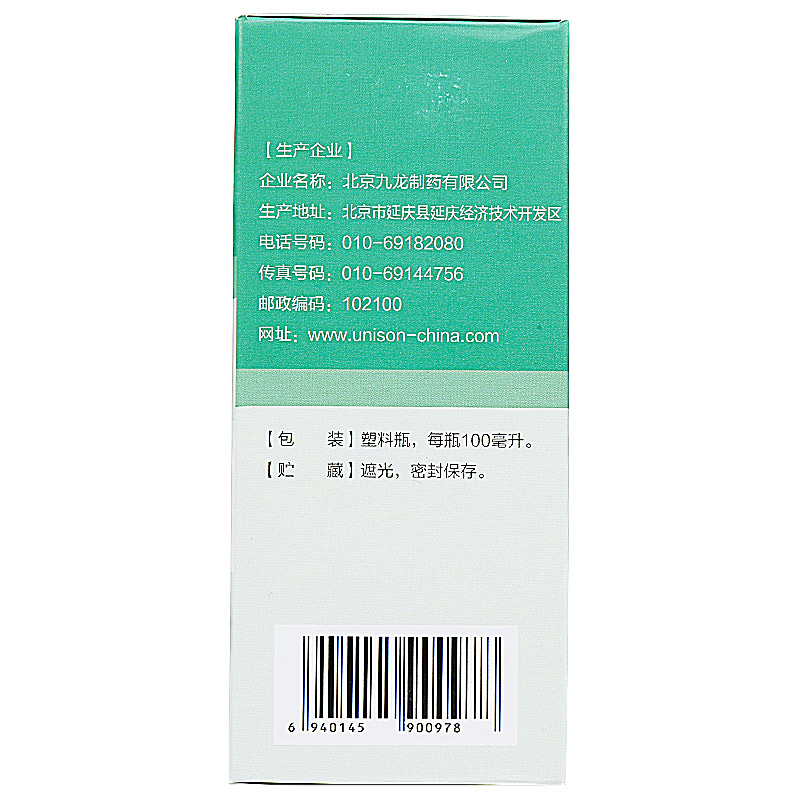 【生产企业】
企业名称：北京九龙制药有限公司
生产地址：北京市延庆县延庆经济技术开发区
电话号码：010-69182080
传真号码：010-69144756
邮政编码：102100
网址：www.unison-china.com
【包　装】塑料瓶，每瓶100毫升。
【贮　藏】遮光，密封保存。
6 940145 900978